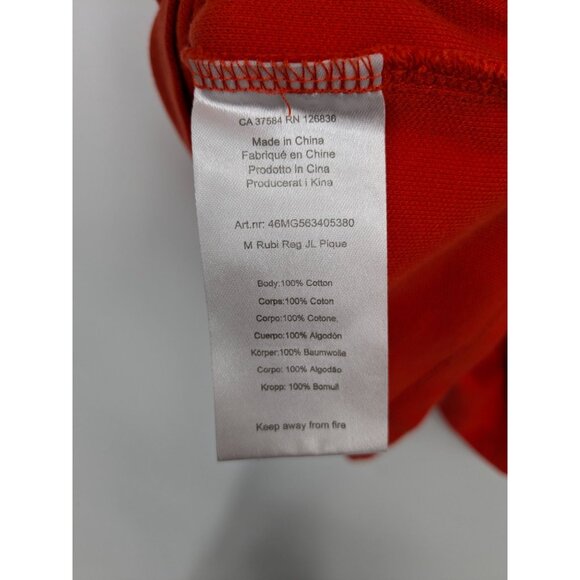 CA 37584 RN 126836
Made in China
Fabriqué en Chine
Prodotto in Cina
Producerat i Kina
Art.nr: 46MG563405380
M Rubi Reg JL Pique
Body:100% Cotton
Corps:100% Coton
Corpo:100% Cotone,
Cuerpo:100% Algodón
Körper:100% Baumwolle
Corpo: 100% Algodão
Kropp: 100% Bomull
Keep away from fire